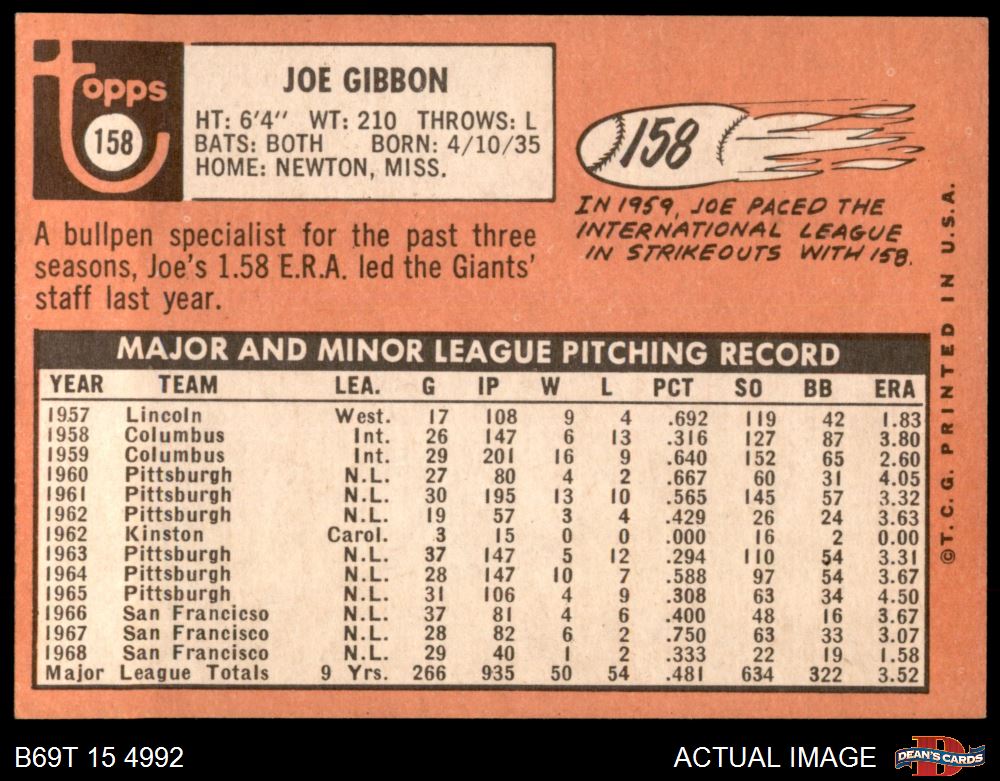 topps
158
JOE GIBBON
HT: 6'4" WT: 210 THROWS: L
BATS: BOTH BORN: 4/10/35
HOME: NEWTON, MISS.
A bullpen specialist for the past three
seasons, Joe's 1.58 E.R.A. led the Giants'
staff last year.
158
IN 1959, JOE PACED THE
INTERNATIONAL LEAGUE
IN STRIKEOUTS WITH 158.
MAJOR AND MINOR LEAGUE PITCHING RECORD
YEAR TEAM LEA. G IP W L PCT SO BB ERA
1957 Lincoln West. 17 108 9 4 .692 119 42 1.83
1958 Columbus Int. 26 147 6 13 .316 127 87 3.80
1959 Columbus Int. 29 201 16 9 .640 152 65 2.60
1960 Pittsburgh N.L. 27 80 4 2 .667 60 31 4.05
1961 Pittsburgh N.L. 30 195 13 10 .565 145 57 3.32
1962 Pittsburgh N.L. 19 57 3 4 .429 26 24 3.63
1962 Kinston Carol. 3 15 0 0 .000 16 2 0.00
1963 Pittsburgh N.L. 37 147 5 12 .294 110 54 3.31
1964 Pittsburgh N.L. 28 147 10 7 .588 97 54 3.67
1965 Pittsburgh N.L. 31 106 4 9 .308 63 34 4.50
1966 San Francicso N.L. 37 81 4 6 .400 48 16 3.67
1967 San Francisco N.L. 28 82 6 2 .750 63 33 3.07
1968 San Francisco N.L. 29 40 1 2 .333 22 19 1.58
Major League Totals 9 Yrs. 266 935 50 54 .481 634 322 3.52
©T.C.G. PRINTED IN U.S.A.
B69T 15 4992
ACTUAL IMAGE
D
DEAN'S CARDS